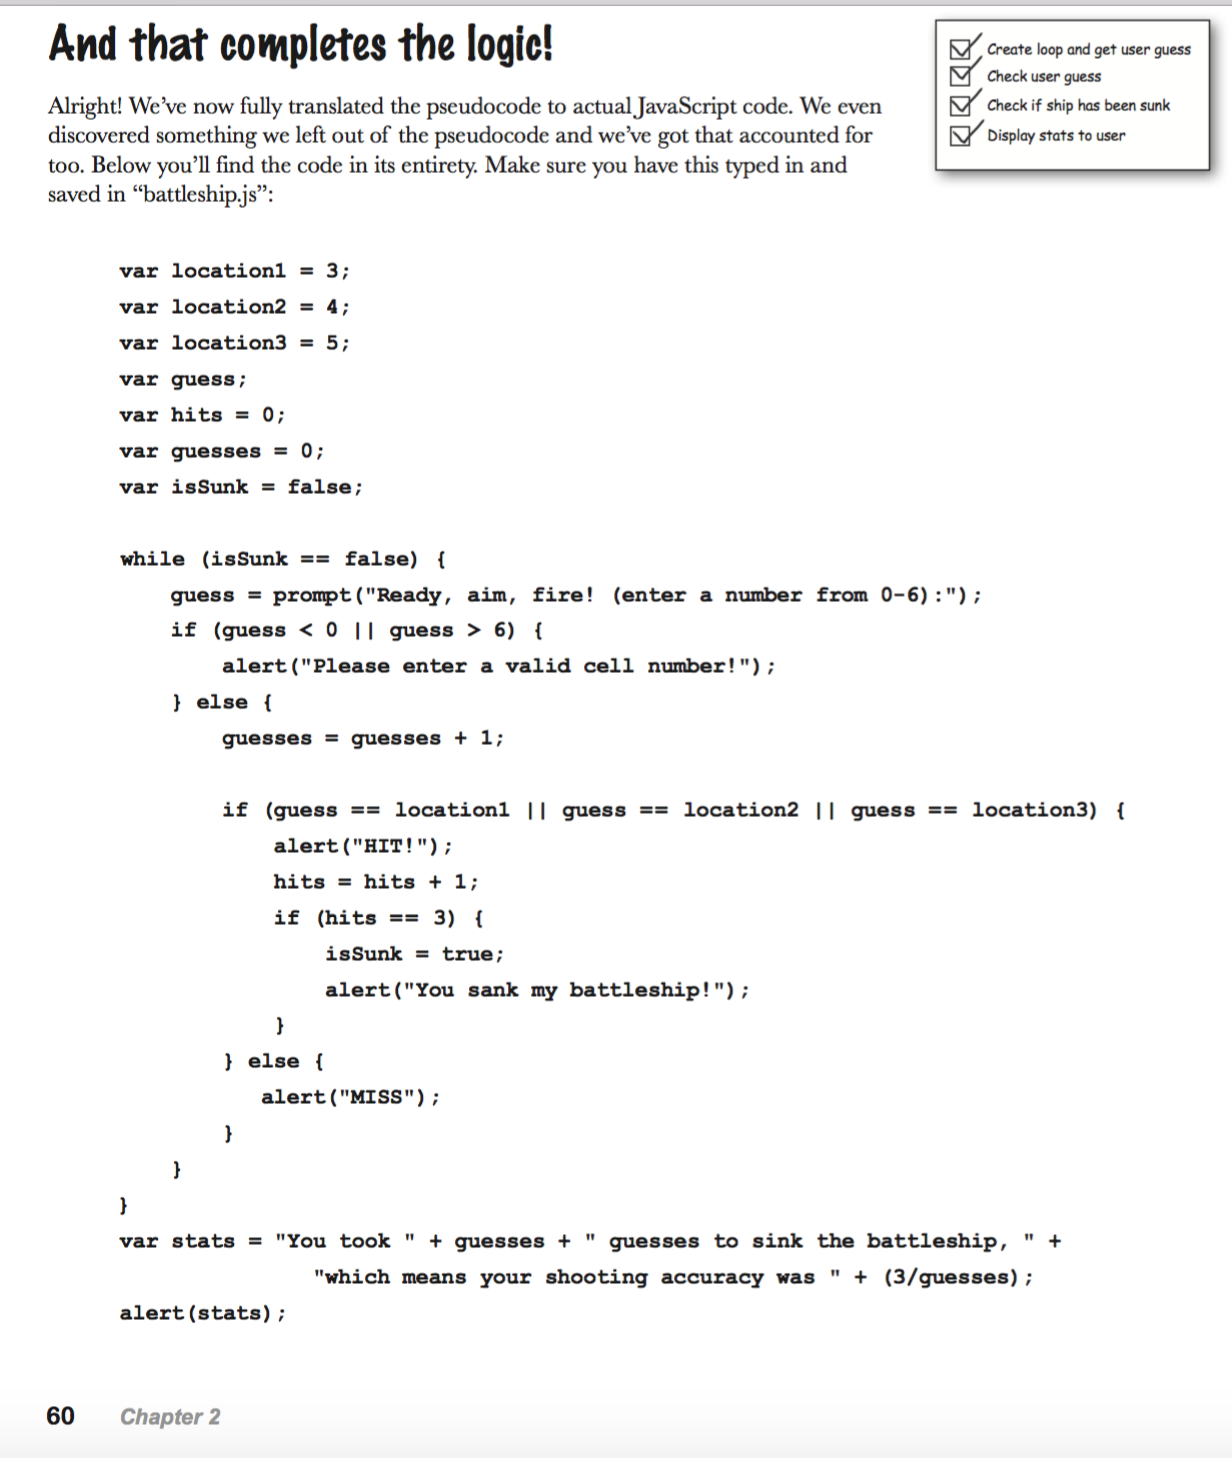 And that completes the logic!
Create loop and get user guess
Check user guess
Check if ship has been sunk
Display stats to user
Alright! We’ve now fully translated the pseudocode to actual JavaScript code. We even
discovered something we left out of the pseudocode and we’ve got that accounted for
too. Below you’ll find the code in its entirety. Make sure you have this typed in and
saved in “battleship.js”:
var location1 = 3;
var location2 = 4;
var location3 = 5;
var guess;
var hits = 0;
var guesses = 0;
var isSunk = false;
while (isSunk == false) {
    guess = prompt("Ready, aim, fire! (enter a number from 0-6):");
    if (guess < 0 || guess > 6) {
        alert("Please enter a valid cell number!");
    } else {
        guesses = guesses + 1;
        if (guess == location1 || guess == location2 || guess == location3) {
            alert("HIT!");
            hits = hits + 1;
            if (hits == 3) {
                isSunk = true;
                alert("You sank my battleship!");
            }
        } else {
           alert("MISS");
        }
    }
}
var stats = "You took " + guesses + " guesses to sink the battleship, " +
               "which means your shooting accuracy was " + (3/guesses);
alert(stats);
60 Chapter 2